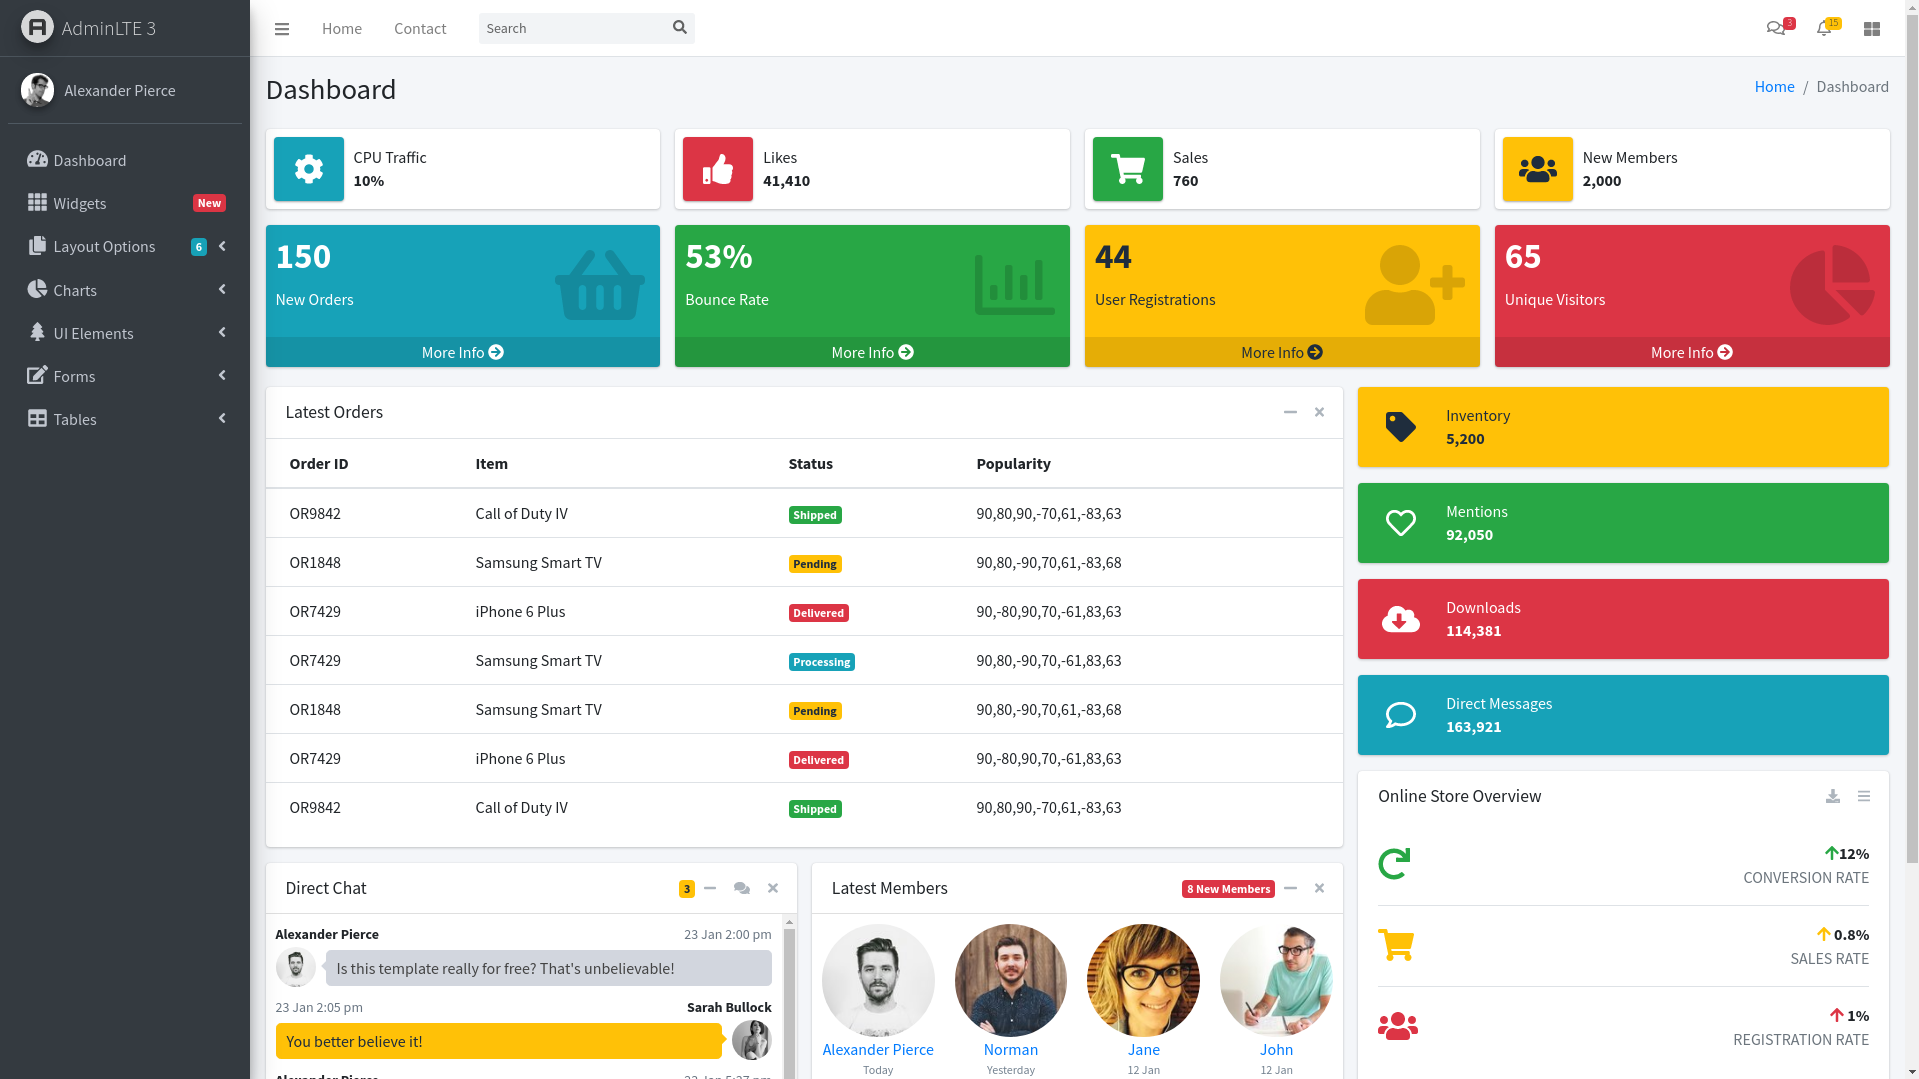 AdminLTE 3
Home
Contact
Search
3
15
Alexander Pierce
Dashboard
Widgets
New
Layout Options
6
Charts
UI Elements
Forms
Tables
Dashboard
Home / Dashboard
CPU Traffic
10%
Likes
41,410
Sales
760
New Members
2,000
150
New Orders
More Info
53%
Bounce Rate
More Info
44
User Registrations
More Info
65
Unique Visitors
More Info
Latest Orders
Order ID Item Status Popularity
OR9842 Call of Duty IV Shipped 90,80,90,-70,61,-83,63
OR1848 Samsung Smart TV Pending 90,80,-90,70,61,-83,68
OR7429 iPhone 6 Plus Delivered 90,-80,90,70,-61,83,63
OR7429 Samsung Smart TV Processing 90,80,-90,70,-61,83,63
OR1848 Samsung Smart TV Pending 90,80,-90,70,61,-83,68
OR7429 iPhone 6 Plus Delivered 90,-80,90,70,-61,83,63
OR9842 Call of Duty IV Shipped 90,80,90,-70,61,-83,63
Inventory
5,200
Mentions
92,050
Downloads
114,381
Direct Messages
163,921
Online Store Overview
12%
CONVERSION RATE
0.8%
SALES RATE
1%
REGISTRATION RATE
Direct Chat
3
Alexander Pierce 23 Jan 2:00 pm
Is this template really for free? That's unbelievable!
23 Jan 2:05 pm Sarah Bullock
You better believe it!
Latest Members
8 New Members
Alexander Pierce
Today
Norman
Yesterday
Jane
12 Jan
John
12 Jan